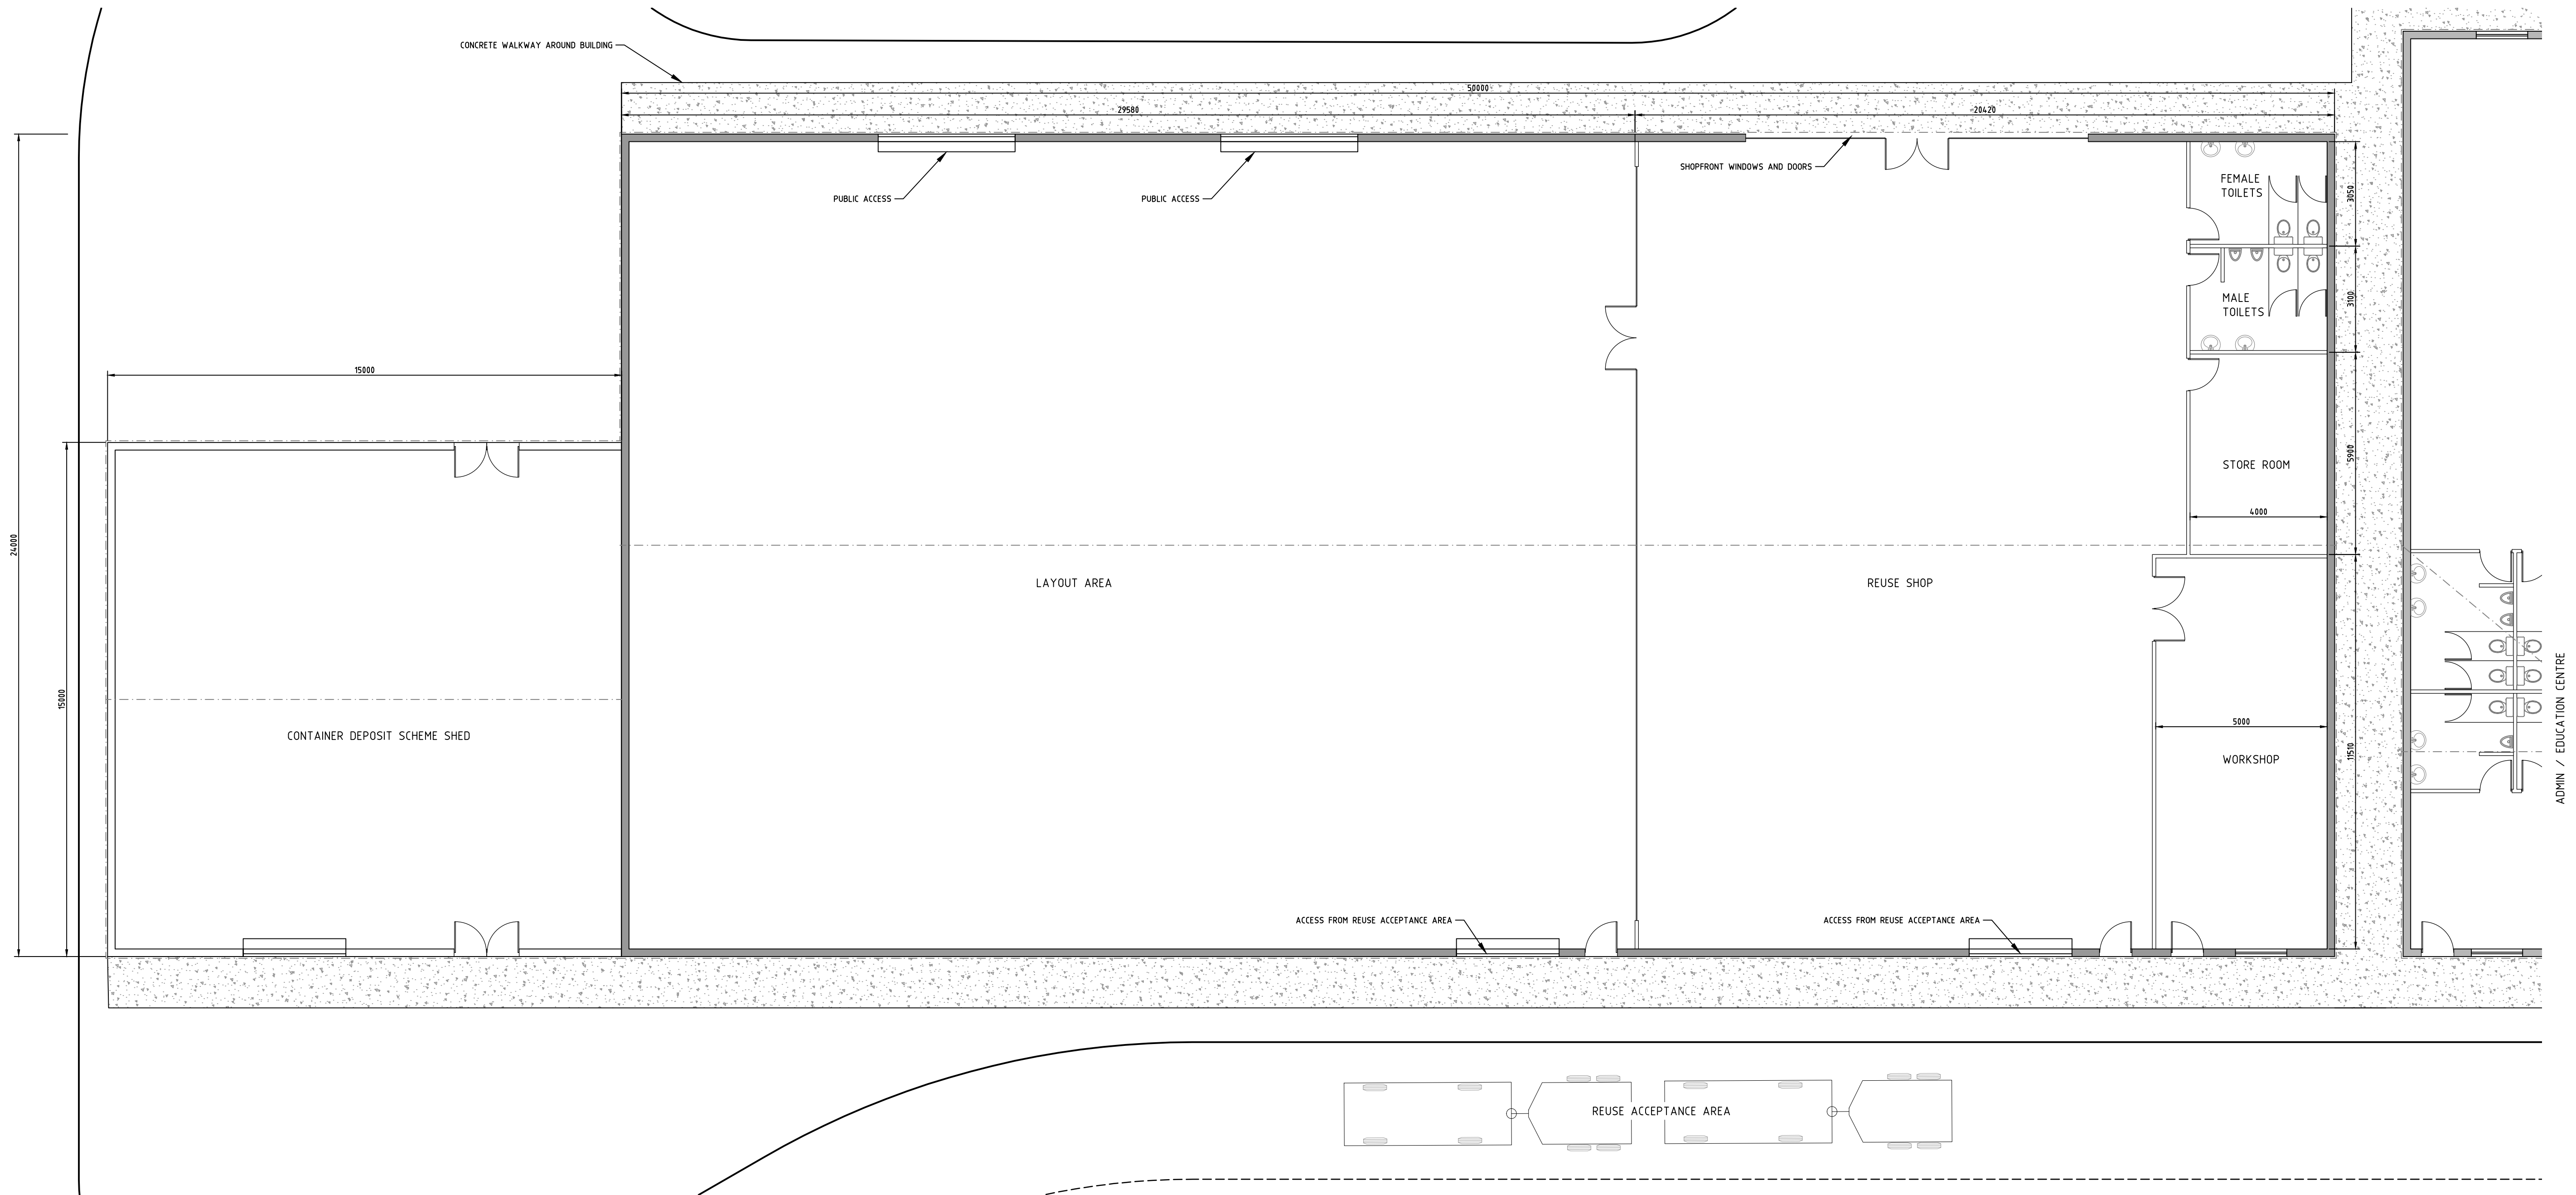 CONCRETE WALKWAY AROUND BUILDING
50000
29580
20420
SHOPFRONT WINDOWS AND DOORS
PUBLIC ACCESS
PUBLIC ACCESS
FEMALE
TOILETS
3050
MALE
TOILETS
3100
15000
5900
STORE ROOM
4000
24000
LAYOUT AREA
REUSE SHOP
15000
CONTAINER DEPOSIT SCHEME SHED
5000
WORKSHOP
11510
ADMIN / EDUCATION CENTRE
ACCESS FROM REUSE ACCEPTANCE AREA
ACCESS FROM REUSE ACCEPTANCE AREA
REUSE ACCEPTANCE AREA